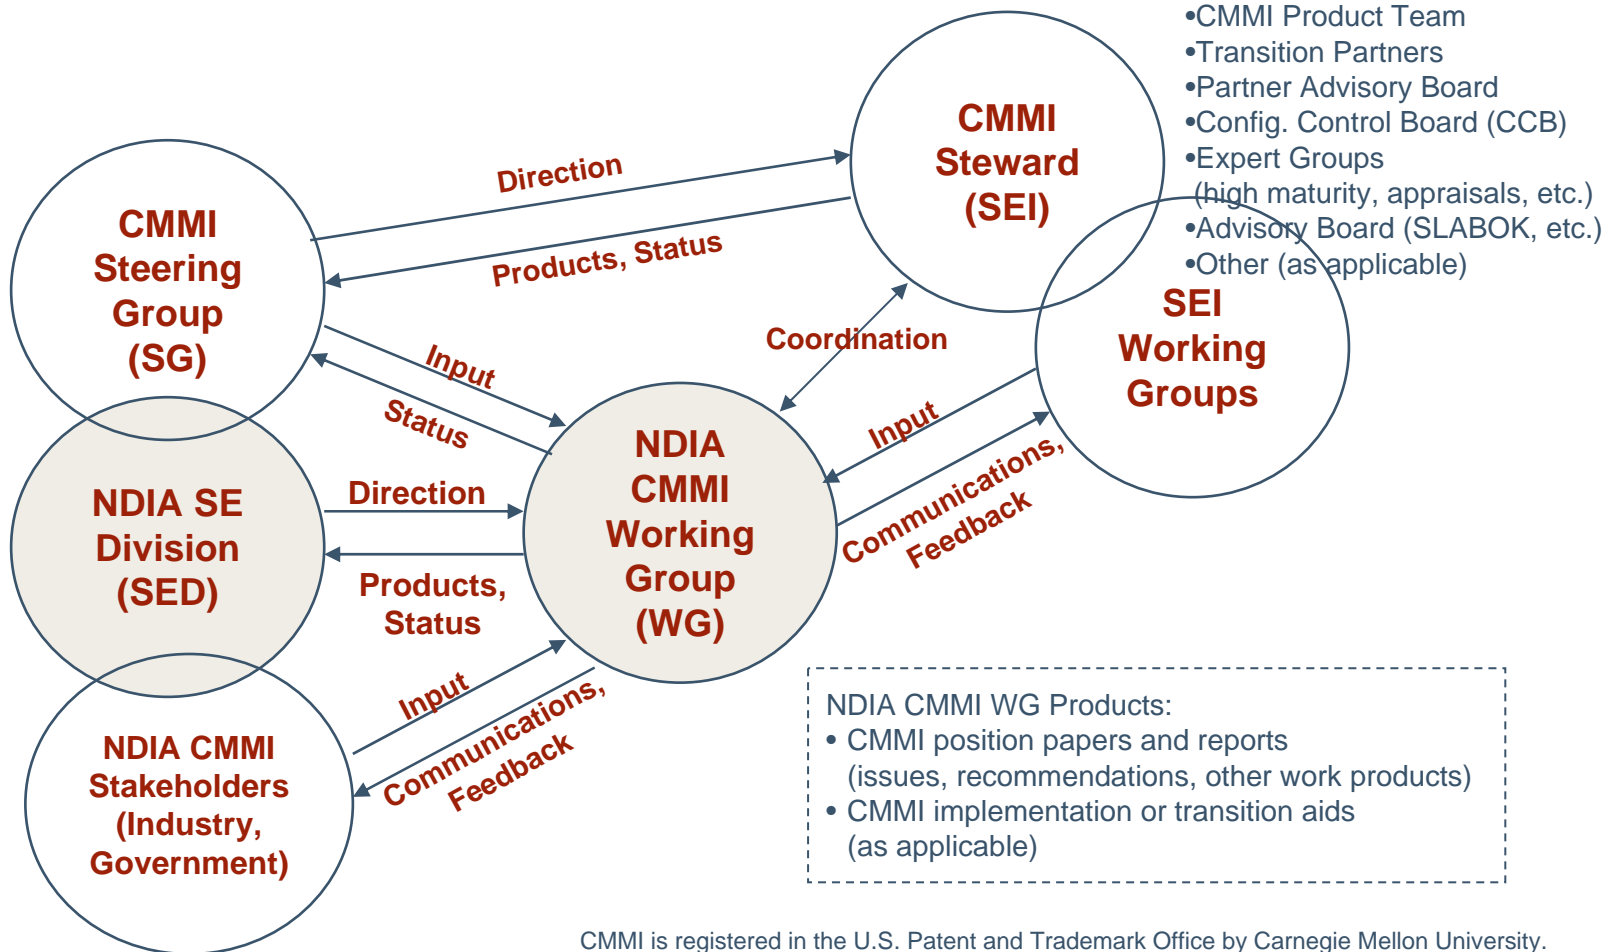 •CMMI Product Team
•Transition Partners
•Partner Advisory Board
•Config. Control Board (CCB)
•Expert Groups
(high maturity, appraisals, etc.)
•Advisory Board (SLABOK, etc.)
•Other (as applicable)
CMMI
Steward
(SEI)
Direction
Products, Status
CMMI
Steering
Group
(SG)
SEI
Working
Groups
Coordination
Input
Status
Input
Communications,
Feedback
NDIA
CMMI
Working
Group
(WG)
NDIA SE
Division
(SED)
Direction
Products,
Status
Input
Communications,
Feedback
NDIA CMMI
Stakeholders
(Industry,
Government)
NDIA CMMI WG Products:
• CMMI position papers and reports
(issues, recommendations, other work products)
• CMMI implementation or transition aids
(as applicable)
CMMI is registered in the U.S. Patent and Trademark Office by Carnegie Mellon University.